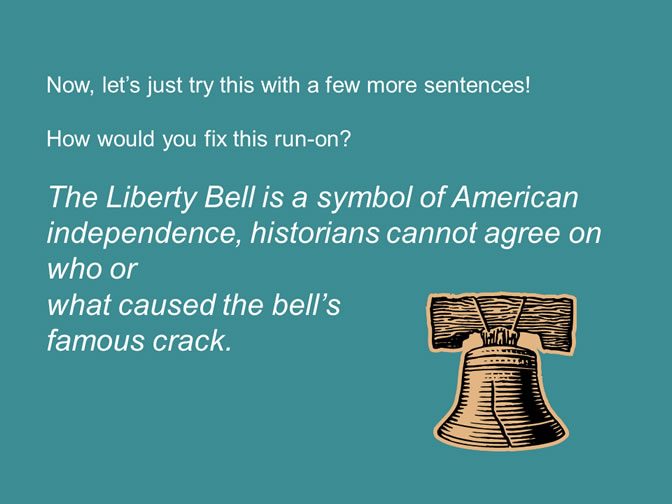 Now, let’s just try this with a few more sentences!
How would you fix this run-on?
The Liberty Bell is a symbol of American
independence, historians cannot agree on
who or
what caused the bell’s
famous crack.